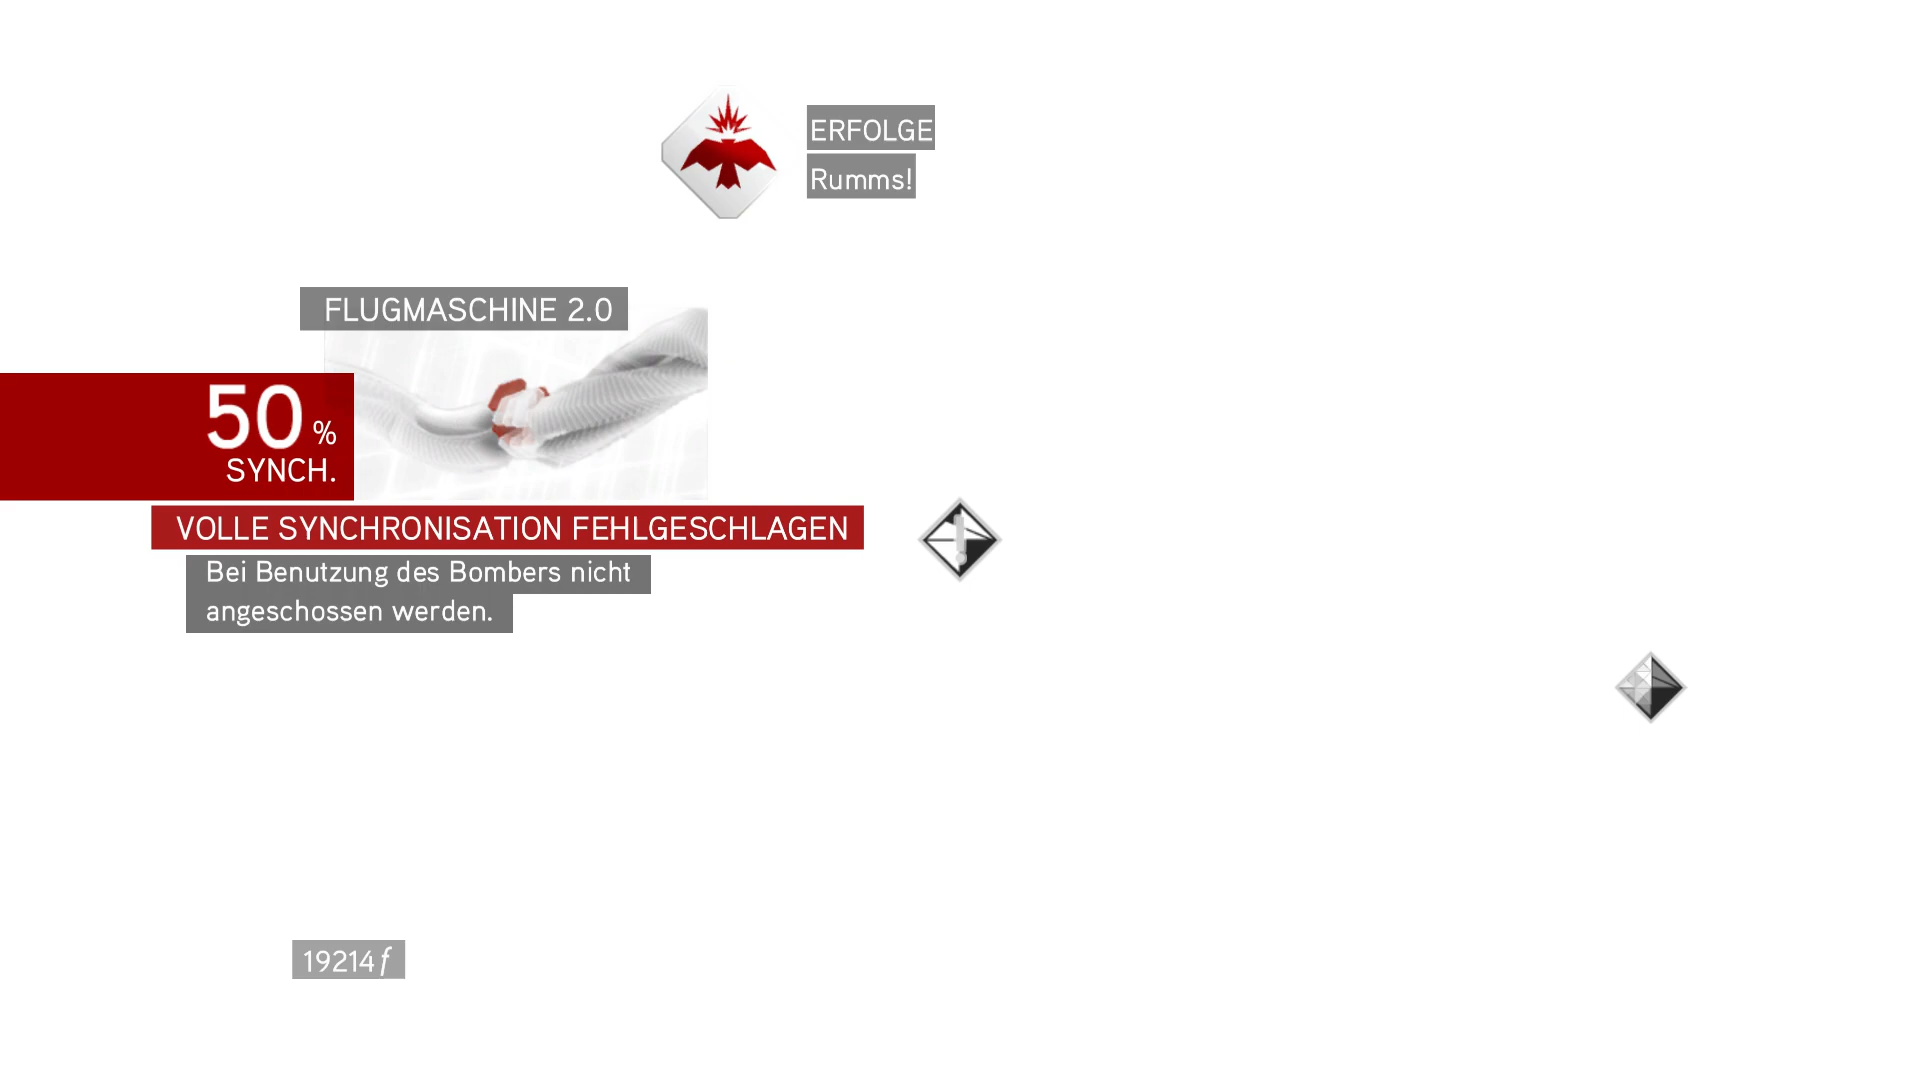 ERFOLGE
Rumms!
FLUGMASCHINE 2.0
50 %
SYNCH.
VOLLE SYNCHRONISATION FEHLGESCHLAGEN
Bei Benutzung des Bombers nicht
angeschossen werden.
19214 ƒ